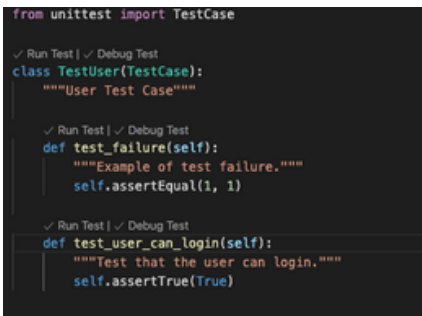 from unittest import TestCase
✓ Run Test | ✓ Debug Test
class TestUser(TestCase):
"""User Test Case"""
✓ Run Test | ✓ Debug Test
def test_failure(self):
"""Example of test failure."""
self.assertEqual(1, 1)
✓ Run Test | ✓ Debug Test
def test_user_can_login(self):
"""Test that the user can login."""
self.assertTrue(True)